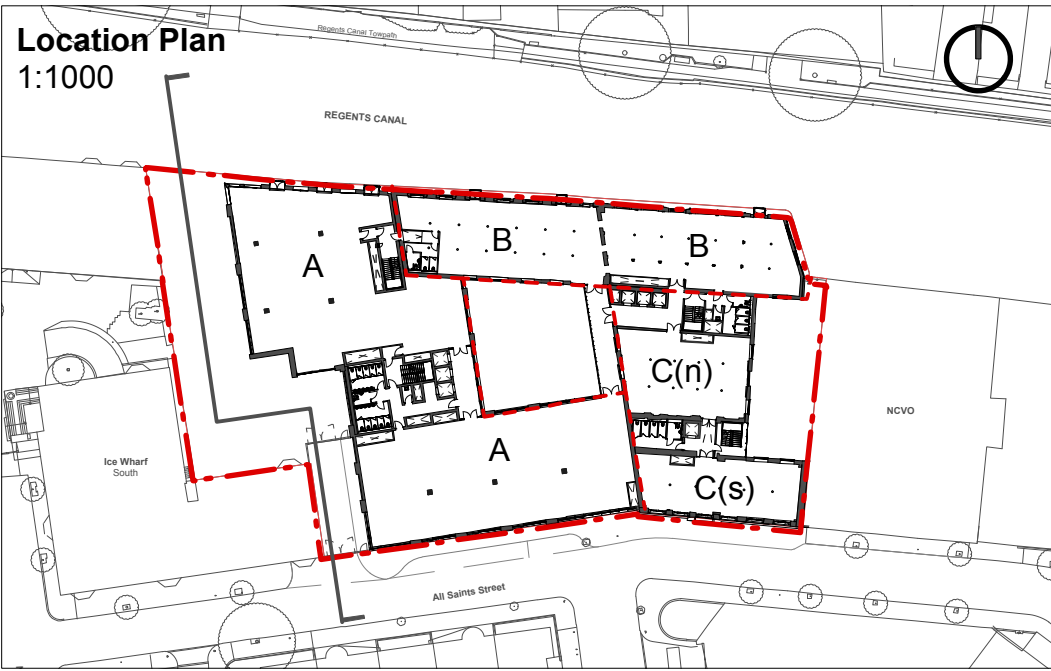 Location Plan
1:1000
Regents Canal Towpath
REGENTS CANAL
A
B
B
C(n)
NCVO
Ice Wharf
South
A
C(s)
All Saints Street